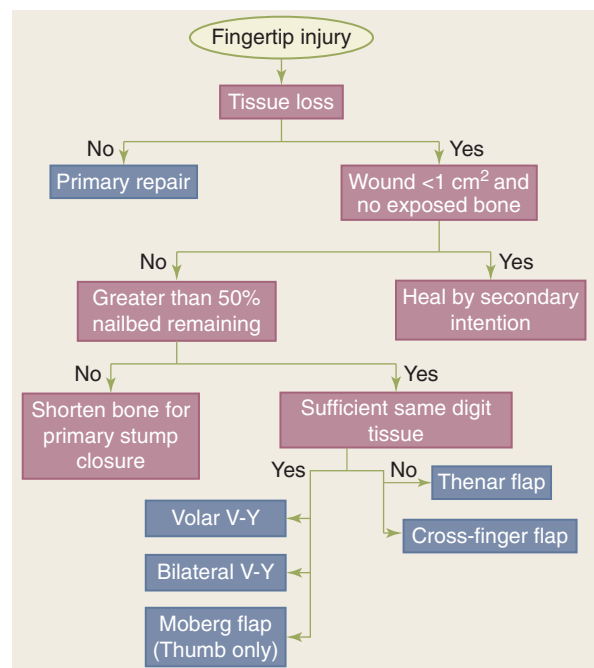 Fingertip injury
Tissue loss
No
Yes
Primary repair
Wound <1 cm² and
no exposed bone
No
Yes
Greater than 50%
nailbed remaining
Heal by secondary
intention
No
Yes
Shorten bone for
primary stump
closure
Sufficient same digit
tissue
Yes
No
Thenar flap
Volar V-Y
Cross-finger flap
Bilateral V-Y
Moberg flap
(Thumb only)